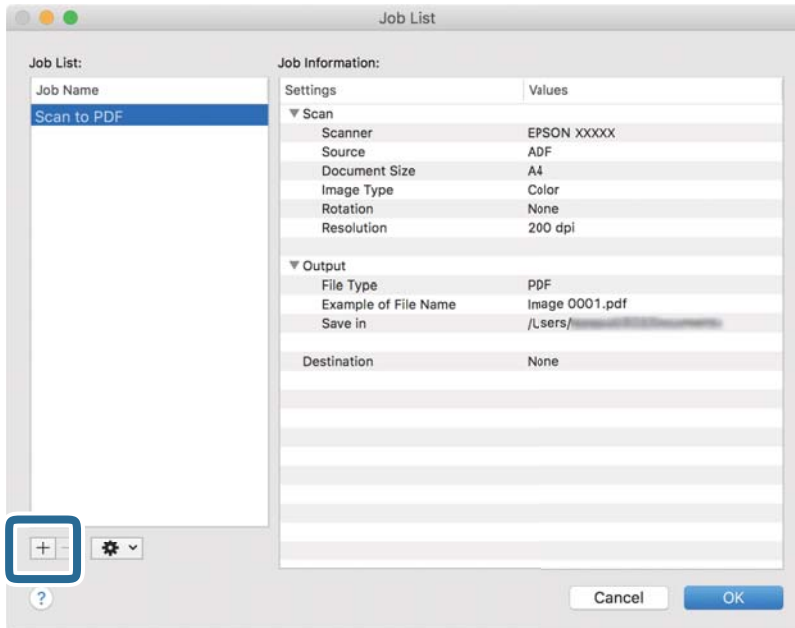 Job List
Job List:
Job Information:
Job Name
Settings Values
Scan to PDF
▼ Scan
Scanner EPSON XXXXX
Source ADF
Document Size A4
Image Type Color
Rotation None
Resolution 200 dpi
▼ Output
File Type PDF
Example of File Name Image 0001.pdf
Save in /Users/
Destination None
+ −
?
Cancel
OK